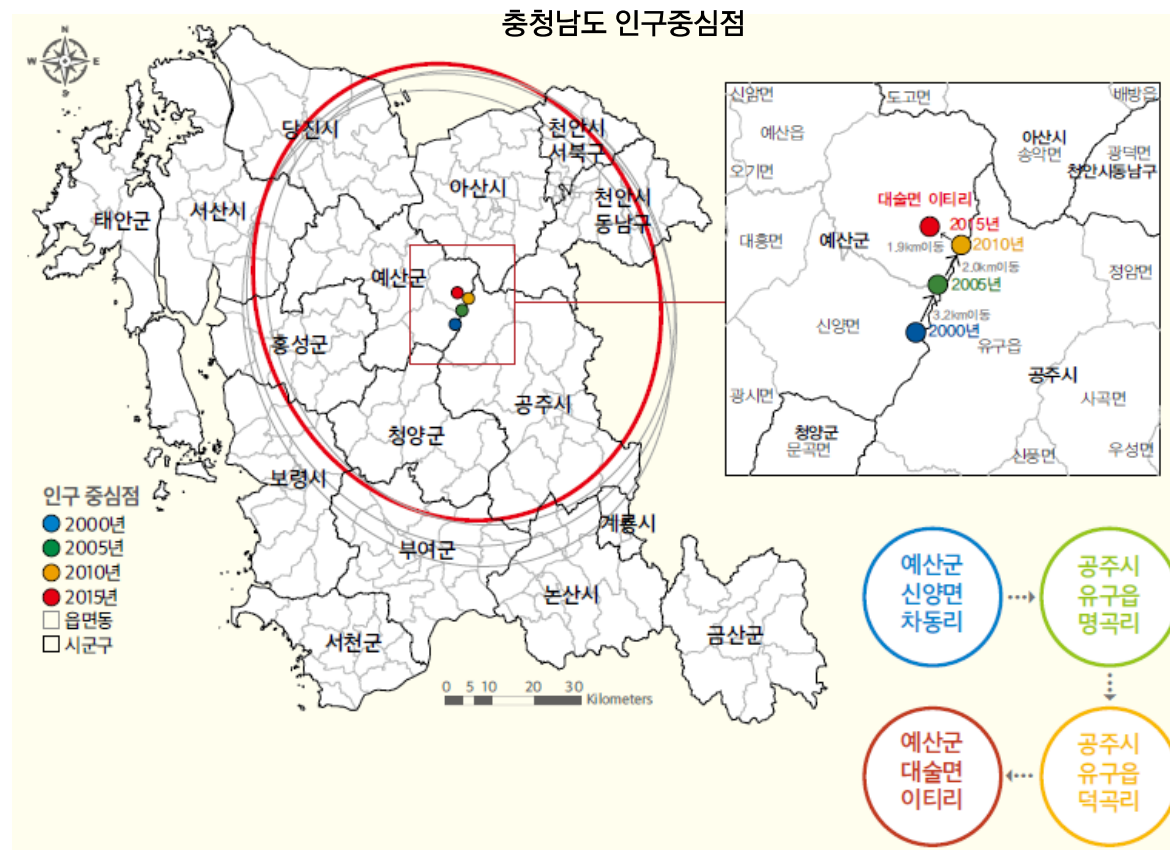 충청남도 인구중심점
N
W
E
S
당진시
천안시
서북구
아산시
천안시
동남구
태안군
서산시
예산군
홍성군
공주시
청양군
보령시
계룡시
부여군
논산시
금산군
서천군
신암면
도고면
배방읍
예산읍
아산시
송악면
광덕면
천안시동남구
오가면
대술면 이티리
2015년
1.9km이동
2010년
대흥면
예산군
2.0km이동
정안면
2005년
3.2km이동
신양면
2000년
유구읍
공주시
광시면
사곡면
청양군
문곡면
신풍면
우성면
인구 중심점
2000년
2005년
2010년
2015년
읍면동
시군구
0 5 10 20 30
Kilometers
예산군
신양면
차동리
공주시
유구읍
명곡리
예산군
대술면
이티리
공주시
유구읍
덕곡리